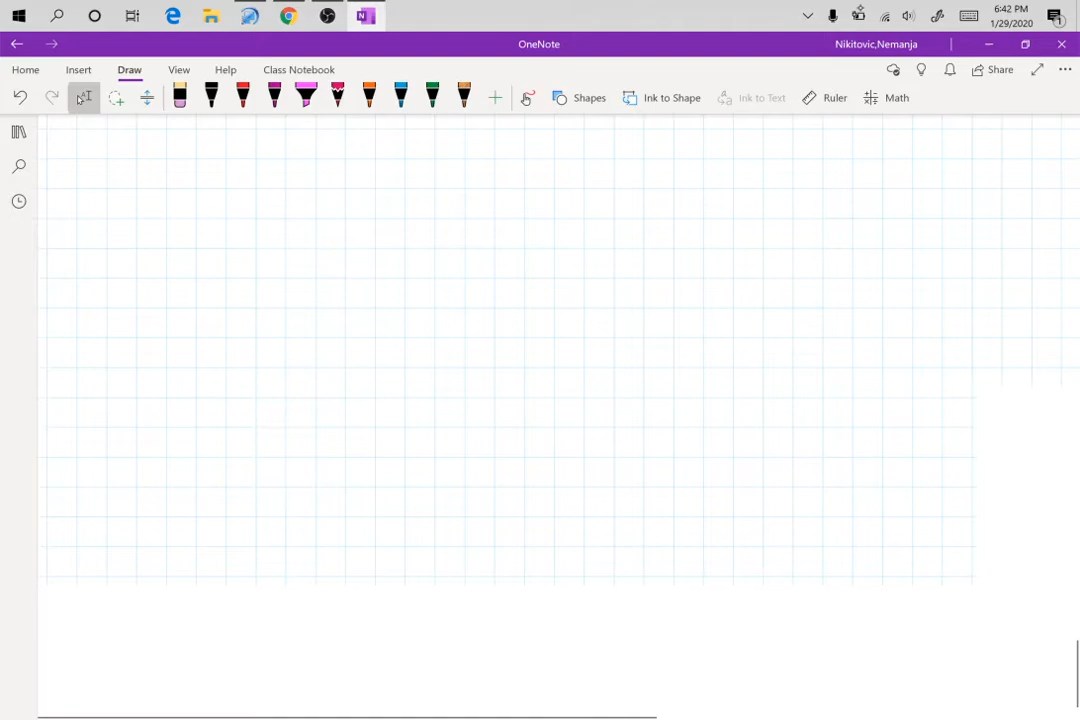 6:42 PM
1/29/2020
1
OneNote
Nikitovic,Nemanja
Home Insert Draw View Help Class Notebook Share
Shapes Ink to Shape Ink to Text Ruler Math